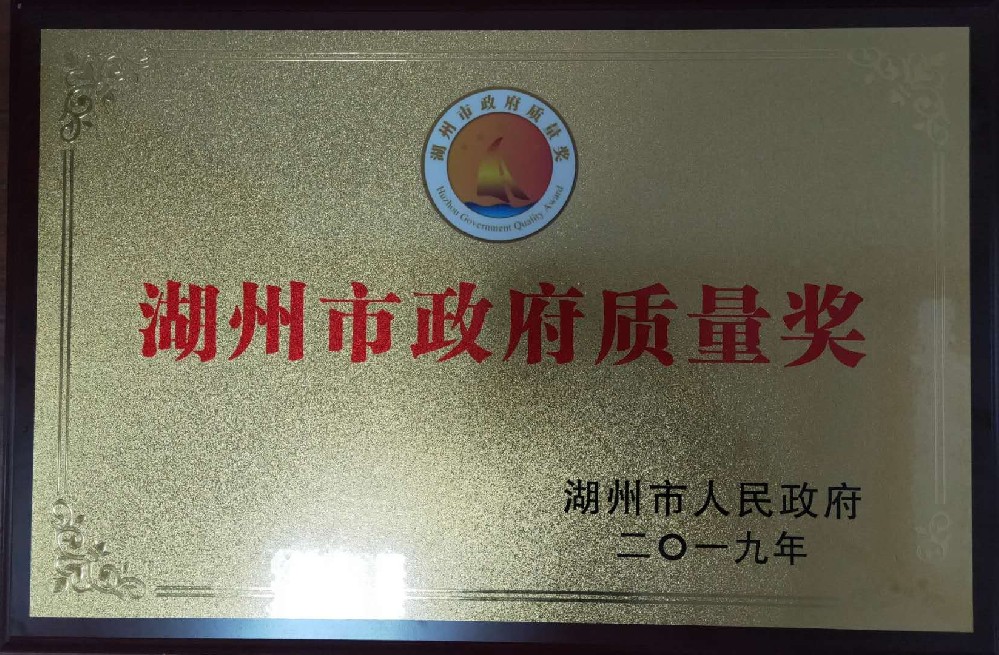 湖州市政府质量奖
Huzhou Government Quality Award
湖州市政府质量奖
湖州市人民政府
二〇一九年